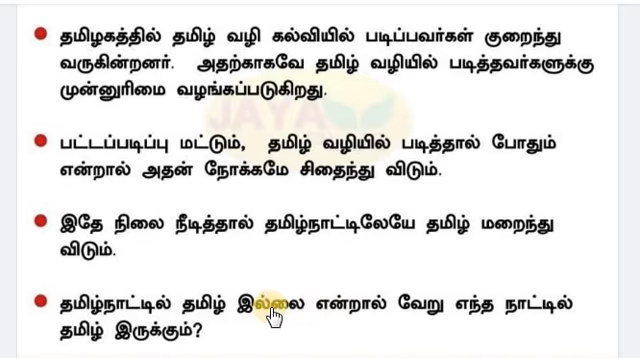 தமிழகத்தில் தமிழ் வழி கல்வியில் படிப்பவர்கள் குறைந்து
வருகின்றனர். அதற்காகவே தமிழ் வழியில் படித்தவர்களுக்கு
முன்னுரிமை வழங்கப்படுகிறது.
JAYA
பட்டப்படிப்பு மட்டும், தமிழ் வழியில் படித்தால் போதும்
என்றால் அதன் நோக்கமே சிதைந்து விடும்.
இதே நிலை நீடித்தால் தமிழ்நாட்டிலேயே தமிழ் மறைந்து
விடும்.
தமிழ்நாட்டில் தமிழ் இல்லை என்றால் வேறு எந்த நாட்டில்
தமிழ் இருக்கும்?